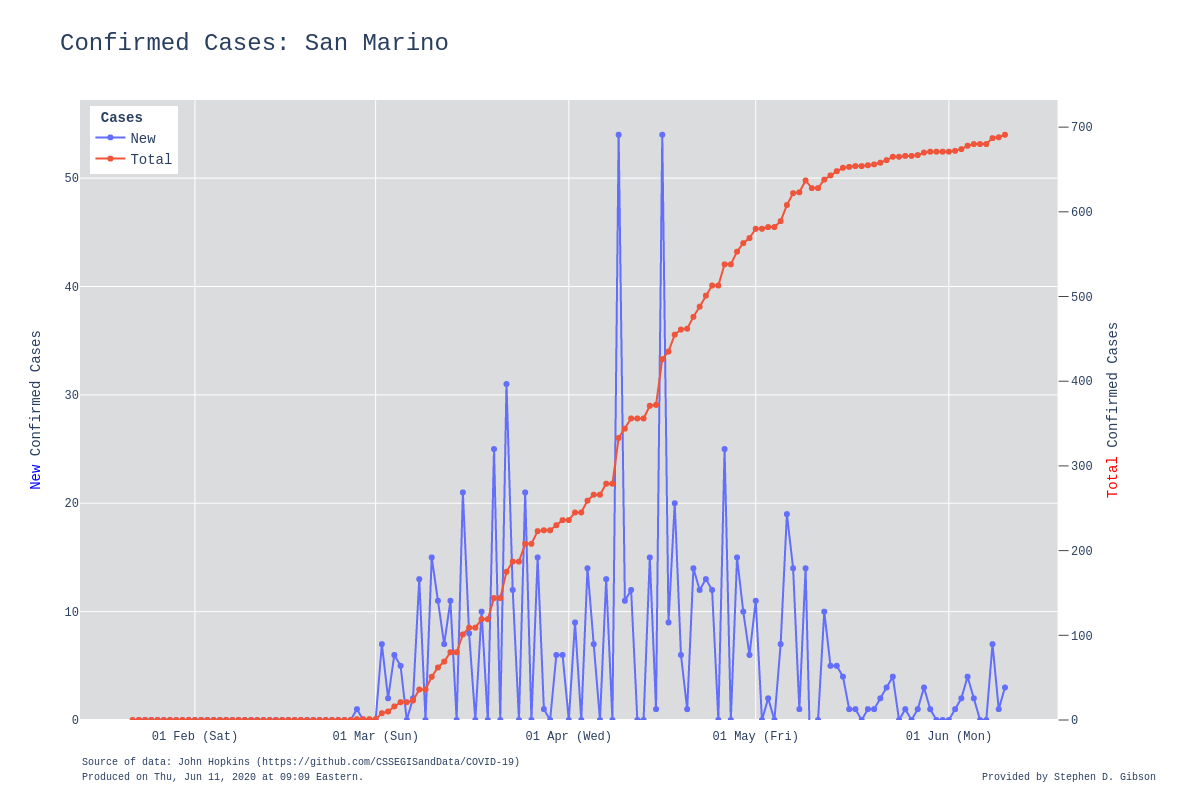 Confirmed Cases: San Marino
Cases
New
Total
50
40
30
20
10
0
700
600
500
400
300
200
100
0
New Confirmed Cases
Total Confirmed Cases
01 Feb (Sat)
01 Mar (Sun)
01 Apr (Wed)
01 May (Fri)
01 Jun (Mon)
Source of data: John Hopkins (https://github.com/CSSEGISandData/COVID-19)
Produced on Thu, Jun 11, 2020 at 09:09 Eastern.
Provided by Stephen D. Gibson